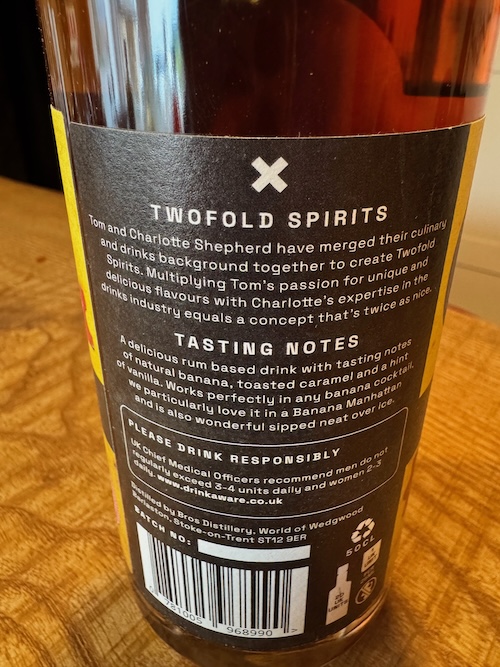 TWOFOLD SPIRITS
Tom and Charlotte Shepherd have merged their culinary
and drinks background together to create Twofold
Spirits. Multiplying Tom's passion for unique and
delicious flavours with Charlotte's expertise in the
drinks industry equals a concept that's twice as nice.
TASTING NOTES
A delicious rum based drink with tasting notes
of natural banana, toasted caramel and a hint
of vanilla. Works perfectly in any banana cocktail,
we particularly love it in a Banana Manhattan
and is also wonderful sipped neat over ice.
PLEASE DRINK RESPONSIBLY
UK Chief Medical Officers recommend men do not
regularly exceed 3-4 units daily and women 2-3
daily. www.drinkaware.co.uk
Distilled by Bros Distillery, World of Wedgwood
Barlaston, Stoke-on-Trent ST12 9ER
BATCH NO:
50CL
968990 >